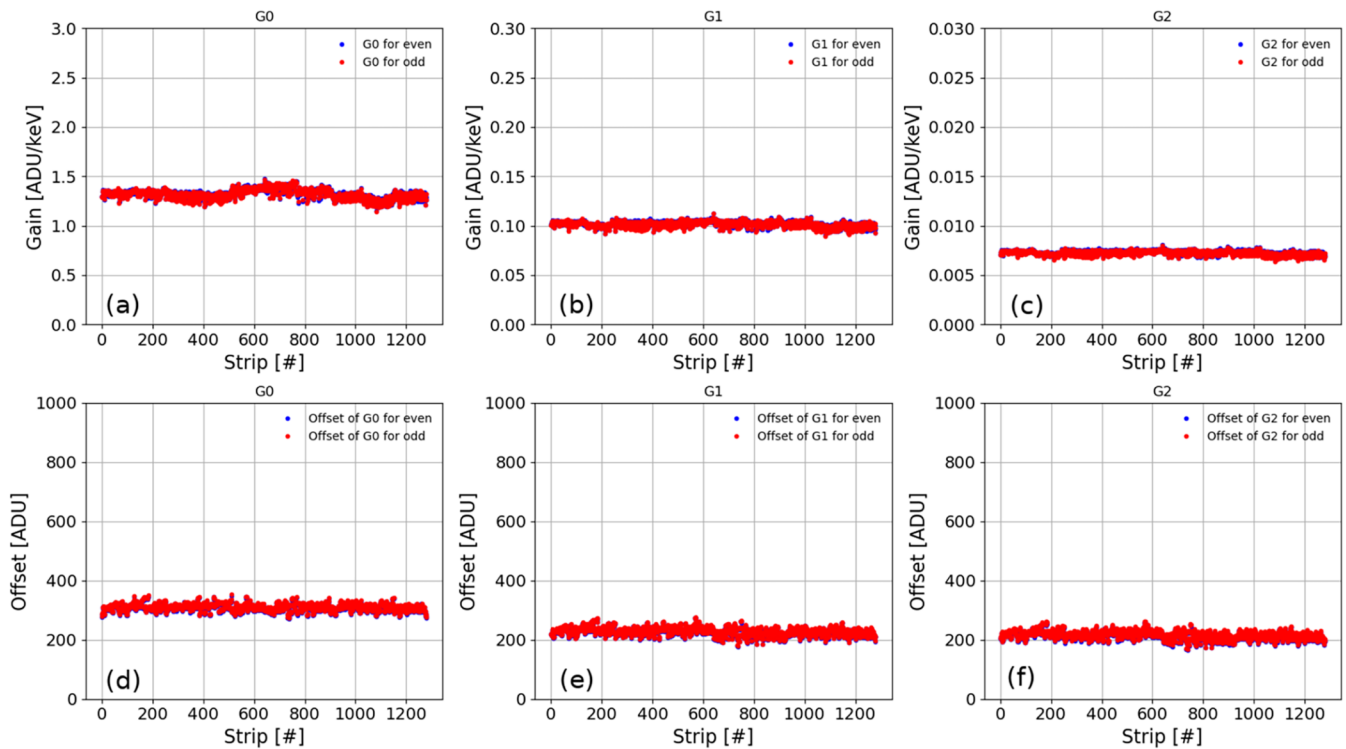 G0
3.0
2.5
2.0
1.5
1.0
0.5
0.0
Gain [ADU/keV]
G0 for even
G0 for odd
(a)
0 200 400 600 800 1000 1200
Strip [#]
G1
0.30
0.25
0.20
0.15
0.10
0.05
0.00
Gain [ADU/keV]
G1 for even
G1 for odd
(b)
0 200 400 600 800 1000 1200
Strip [#]
G2
0.030
0.025
0.020
0.015
0.010
0.005
0.000
Gain [ADU/keV]
G2 for even
G2 for odd
(c)
0 200 400 600 800 1000 1200
Strip [#]
G0
1000
800
600
400
200
0
Offset [ADU]
Offset of G0 for even
Offset of G0 for odd
(d)
0 200 400 600 800 1000 1200
Strip [#]
G1
1000
800
600
400
200
0
Offset [ADU]
Offset of G1 for even
Offset of G1 for odd
(e)
0 200 400 600 800 1000 1200
Strip [#]
G2
1000
800
600
400
200
0
Offset [ADU]
Offset of G2 for even
Offset of G2 for odd
(f)
0 200 400 600 800 1000 1200
Strip [#]